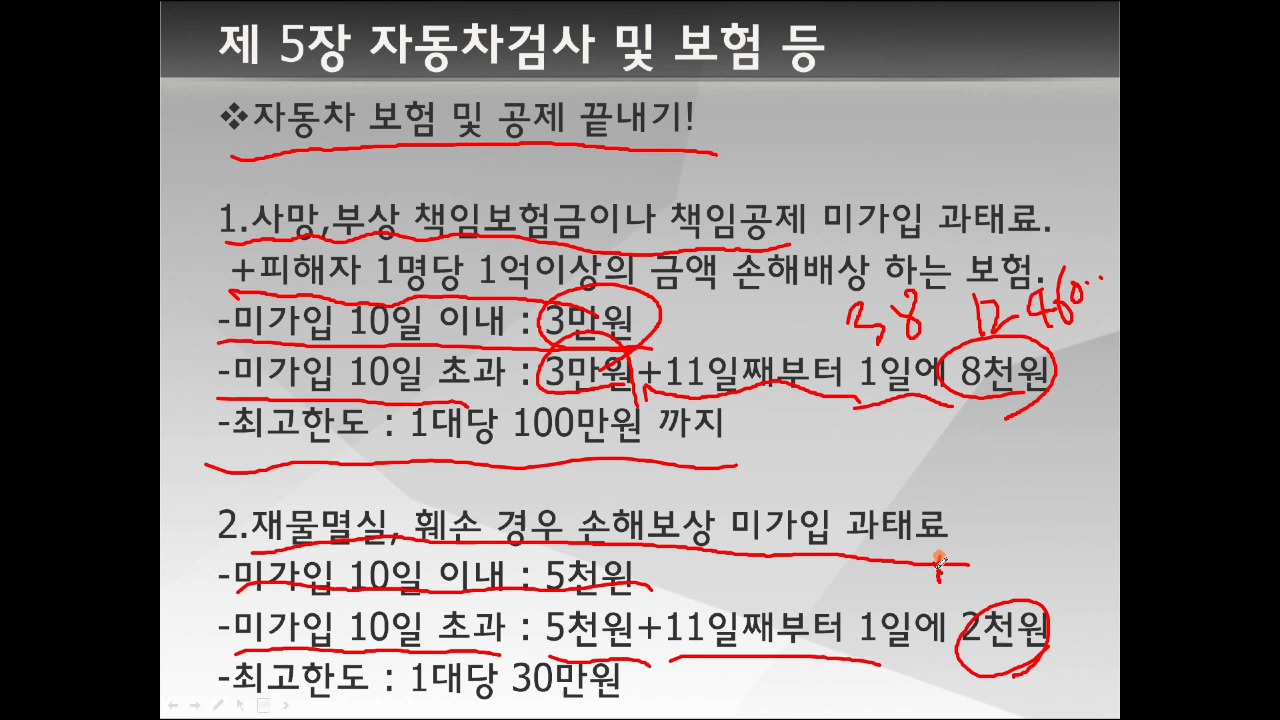 제 5장 자동차검사 및 보험 등
❖자동차 보험 및 공제 끝내기!
1.사망,부상 책임보험금이나 책임공제 미가입 과태료.
+피해자 1명당 1억이상의 금액 손해배상 하는 보험.
3 8 12
-미가입 10일 이내 : 3만원
-미가입 10일 초과 : 3만원+11일째부터 1일에 8천원
-최고한도 : 1대당 100만원 까지
2.재물멸실, 훼손 경우 손해보상 미가입 과태료
-미가입 10일 이내 : 5천원
-미가입 10일 초과 : 5천원+11일째부터 1일에 2천원
-최고한도 : 1대당 30만원